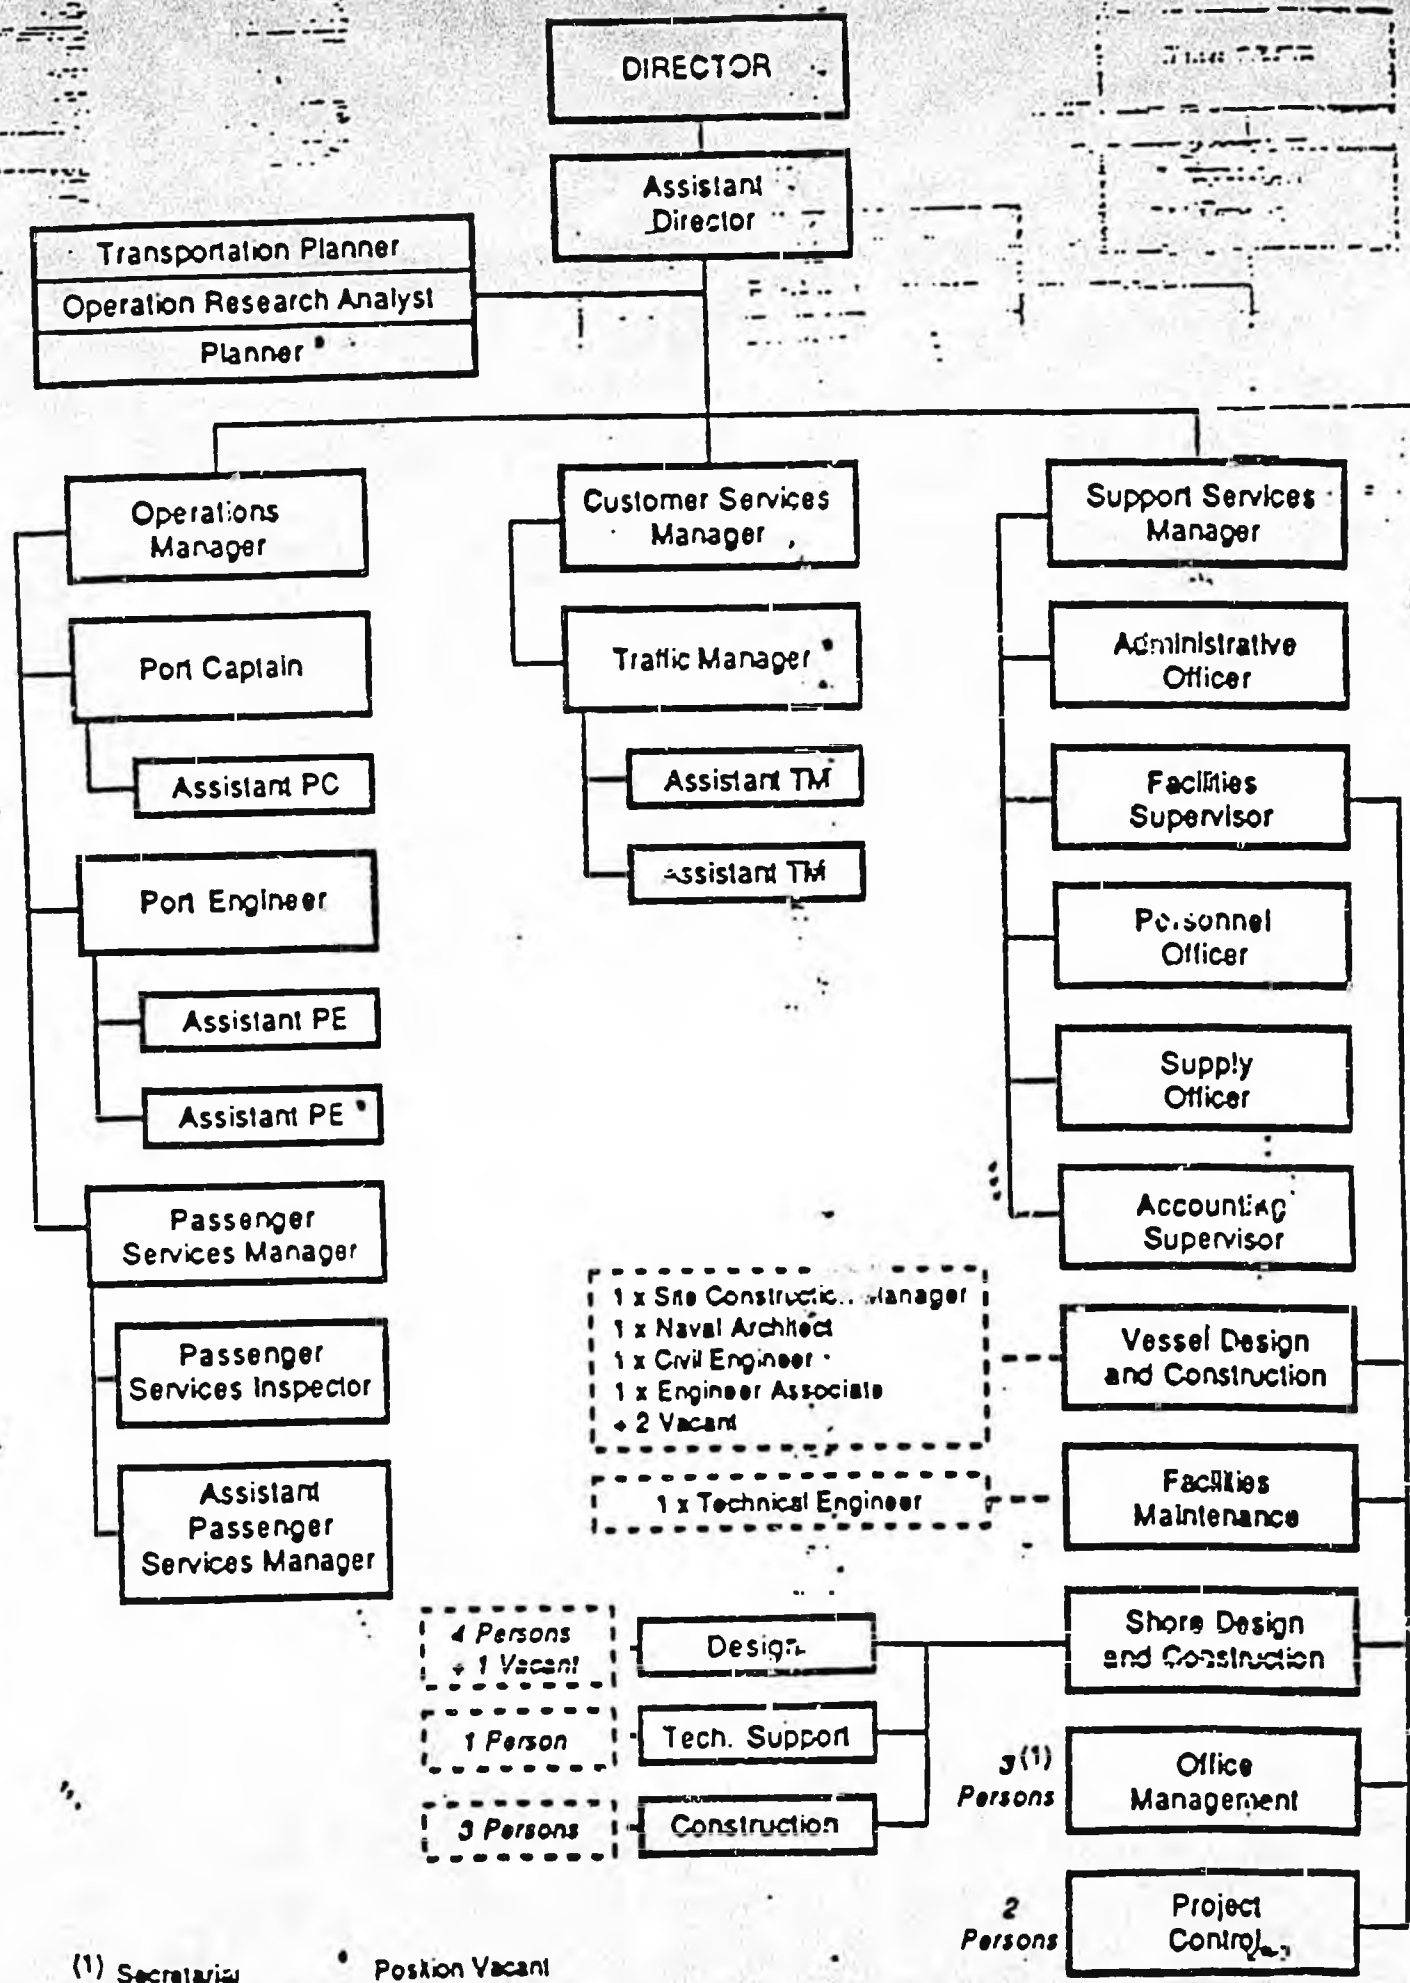 DIRECTOR
Assistant
Director
Transportation Planner
Operation Research Analyst
Planner *
Operations
Manager
Customer Services
Manager
Support Services
Manager
Port Captain
Traffic Manager *
Administrative
Officer
Assistant PC
Assistant TM
Facilities
Supervisor
Port Engineer
Assistant TM
Personnel
Officer
Assistant PE
Assistant PE *
Supply
Officer
Passenger
Services Manager
Accounting
Supervisor
1 x Site Construction Manager
1 x Naval Architect
1 x Civil Engineer
1 x Engineer Associate
+ 2 Vacant
Vessel Design
and Construction
Passenger
Services Inspector
1 x Technical Engineer
Facilities
Maintenance
Assistant
Passenger
Services Manager
4 Persons
+ 1 Vacant
Design
Shore Design
and Construction
1 Person
Tech. Support
3 (1)
Persons
Office
Management
3 Persons
Construction
2
Persons
Project
Control
(1) Secretarial
* Position Vacant